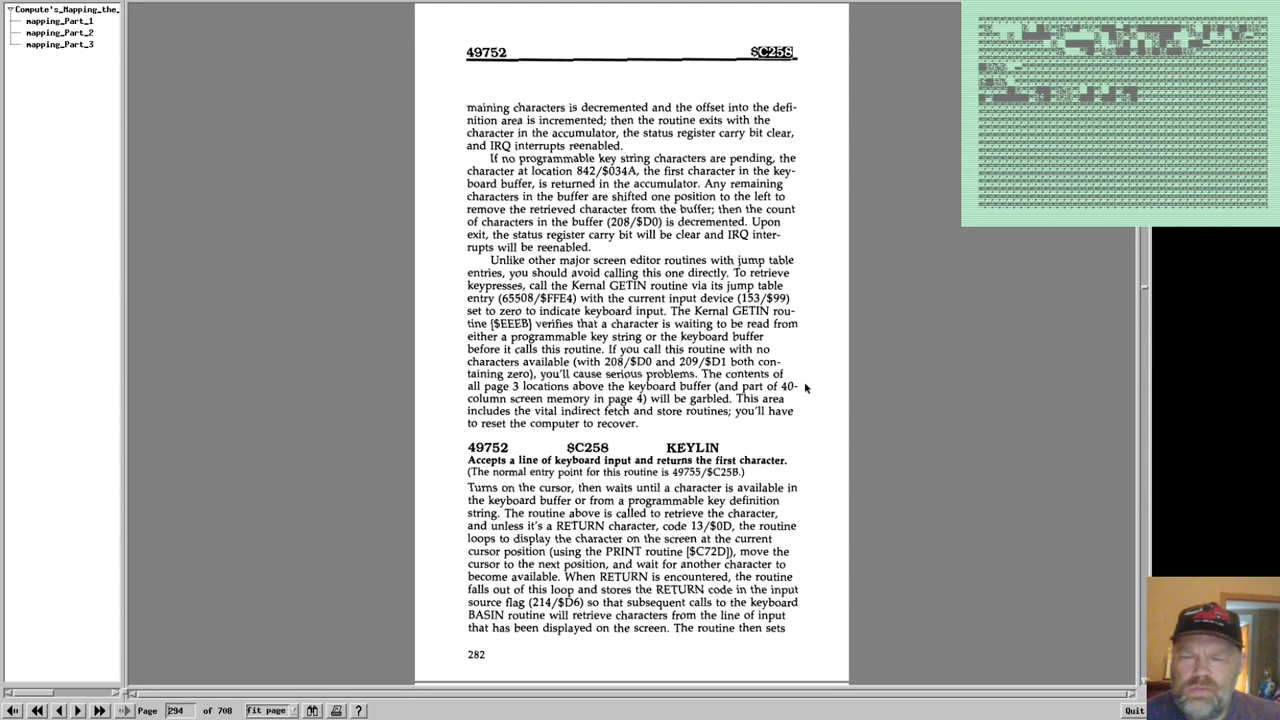 Compute's_Mapping_the_
mapping_Part_1
mapping_Part_2
mapping_Part_3
49752 $C258
maining characters is decremented and the offset into the defi-
nition area is incremented; then the routine exits with the
character in the accumulator, the status register carry bit clear,
and IRQ interrupts reenabled.
If no programmable key string characters are pending, the
character at location 842/$034A, the first character in the key-
board buffer, is returned in the accumulator. Any remaining
characters in the buffer are shifted one position to the left to
remove the retrieved character from the buffer; then the count
of characters in the buffer (208/$D0) is decremented. Upon
exit, the status register carry bit will be clear and IRQ inter-
rupts will be reenabled.
Unlike other major screen editor routines with jump table
entries, you should avoid calling this one directly. To retrieve
keypresses, call the Kernal GETIN routine via its jump table
entry (65508/$FFE4) with the current input device (153/$99)
set to zero to indicate keyboard input. The Kernal GETIN rou-
tine [$EEEB] verifies that a character is waiting to be read from
either a programmable key string or the keyboard buffer
before it calls this routine. If you call this routine with no
characters available (with 208/$D0 and 209/$D1 both con-
taining zero), you'll cause serious problems. The contents of
all page 3 locations above the keyboard buffer (and part of 40-
column screen memory in page 4) will be garbled. This area
includes the vital indirect fetch and store routines; you'll have
to reset the computer to recover.
49752 $C258 KEYLIN
Accepts a line of keyboard input and returns the first character.
(The normal entry point for this routine is 49755/$C25B.)
Turns on the cursor, then waits until a character is available in
the keyboard buffer or from a programmable key definition
string. The routine above is called to retrieve the character,
and unless it's a RETURN character, code 13/$0D, the routine
loops to display the character on the screen at the current
cursor position (using the PRINT routine [$C72D]), move the
cursor to the next position, and wait for another character to
become available. When RETURN is encountered, the routine
falls out of this loop and stores the RETURN code in the input
source flag (214/$D6) so that subsequent calls to the keyboard
BASIN routine will retrieve characters from the line of input
that has been displayed on the screen. The routine then sets
282
Page 294 of 708 fit page ? Quit